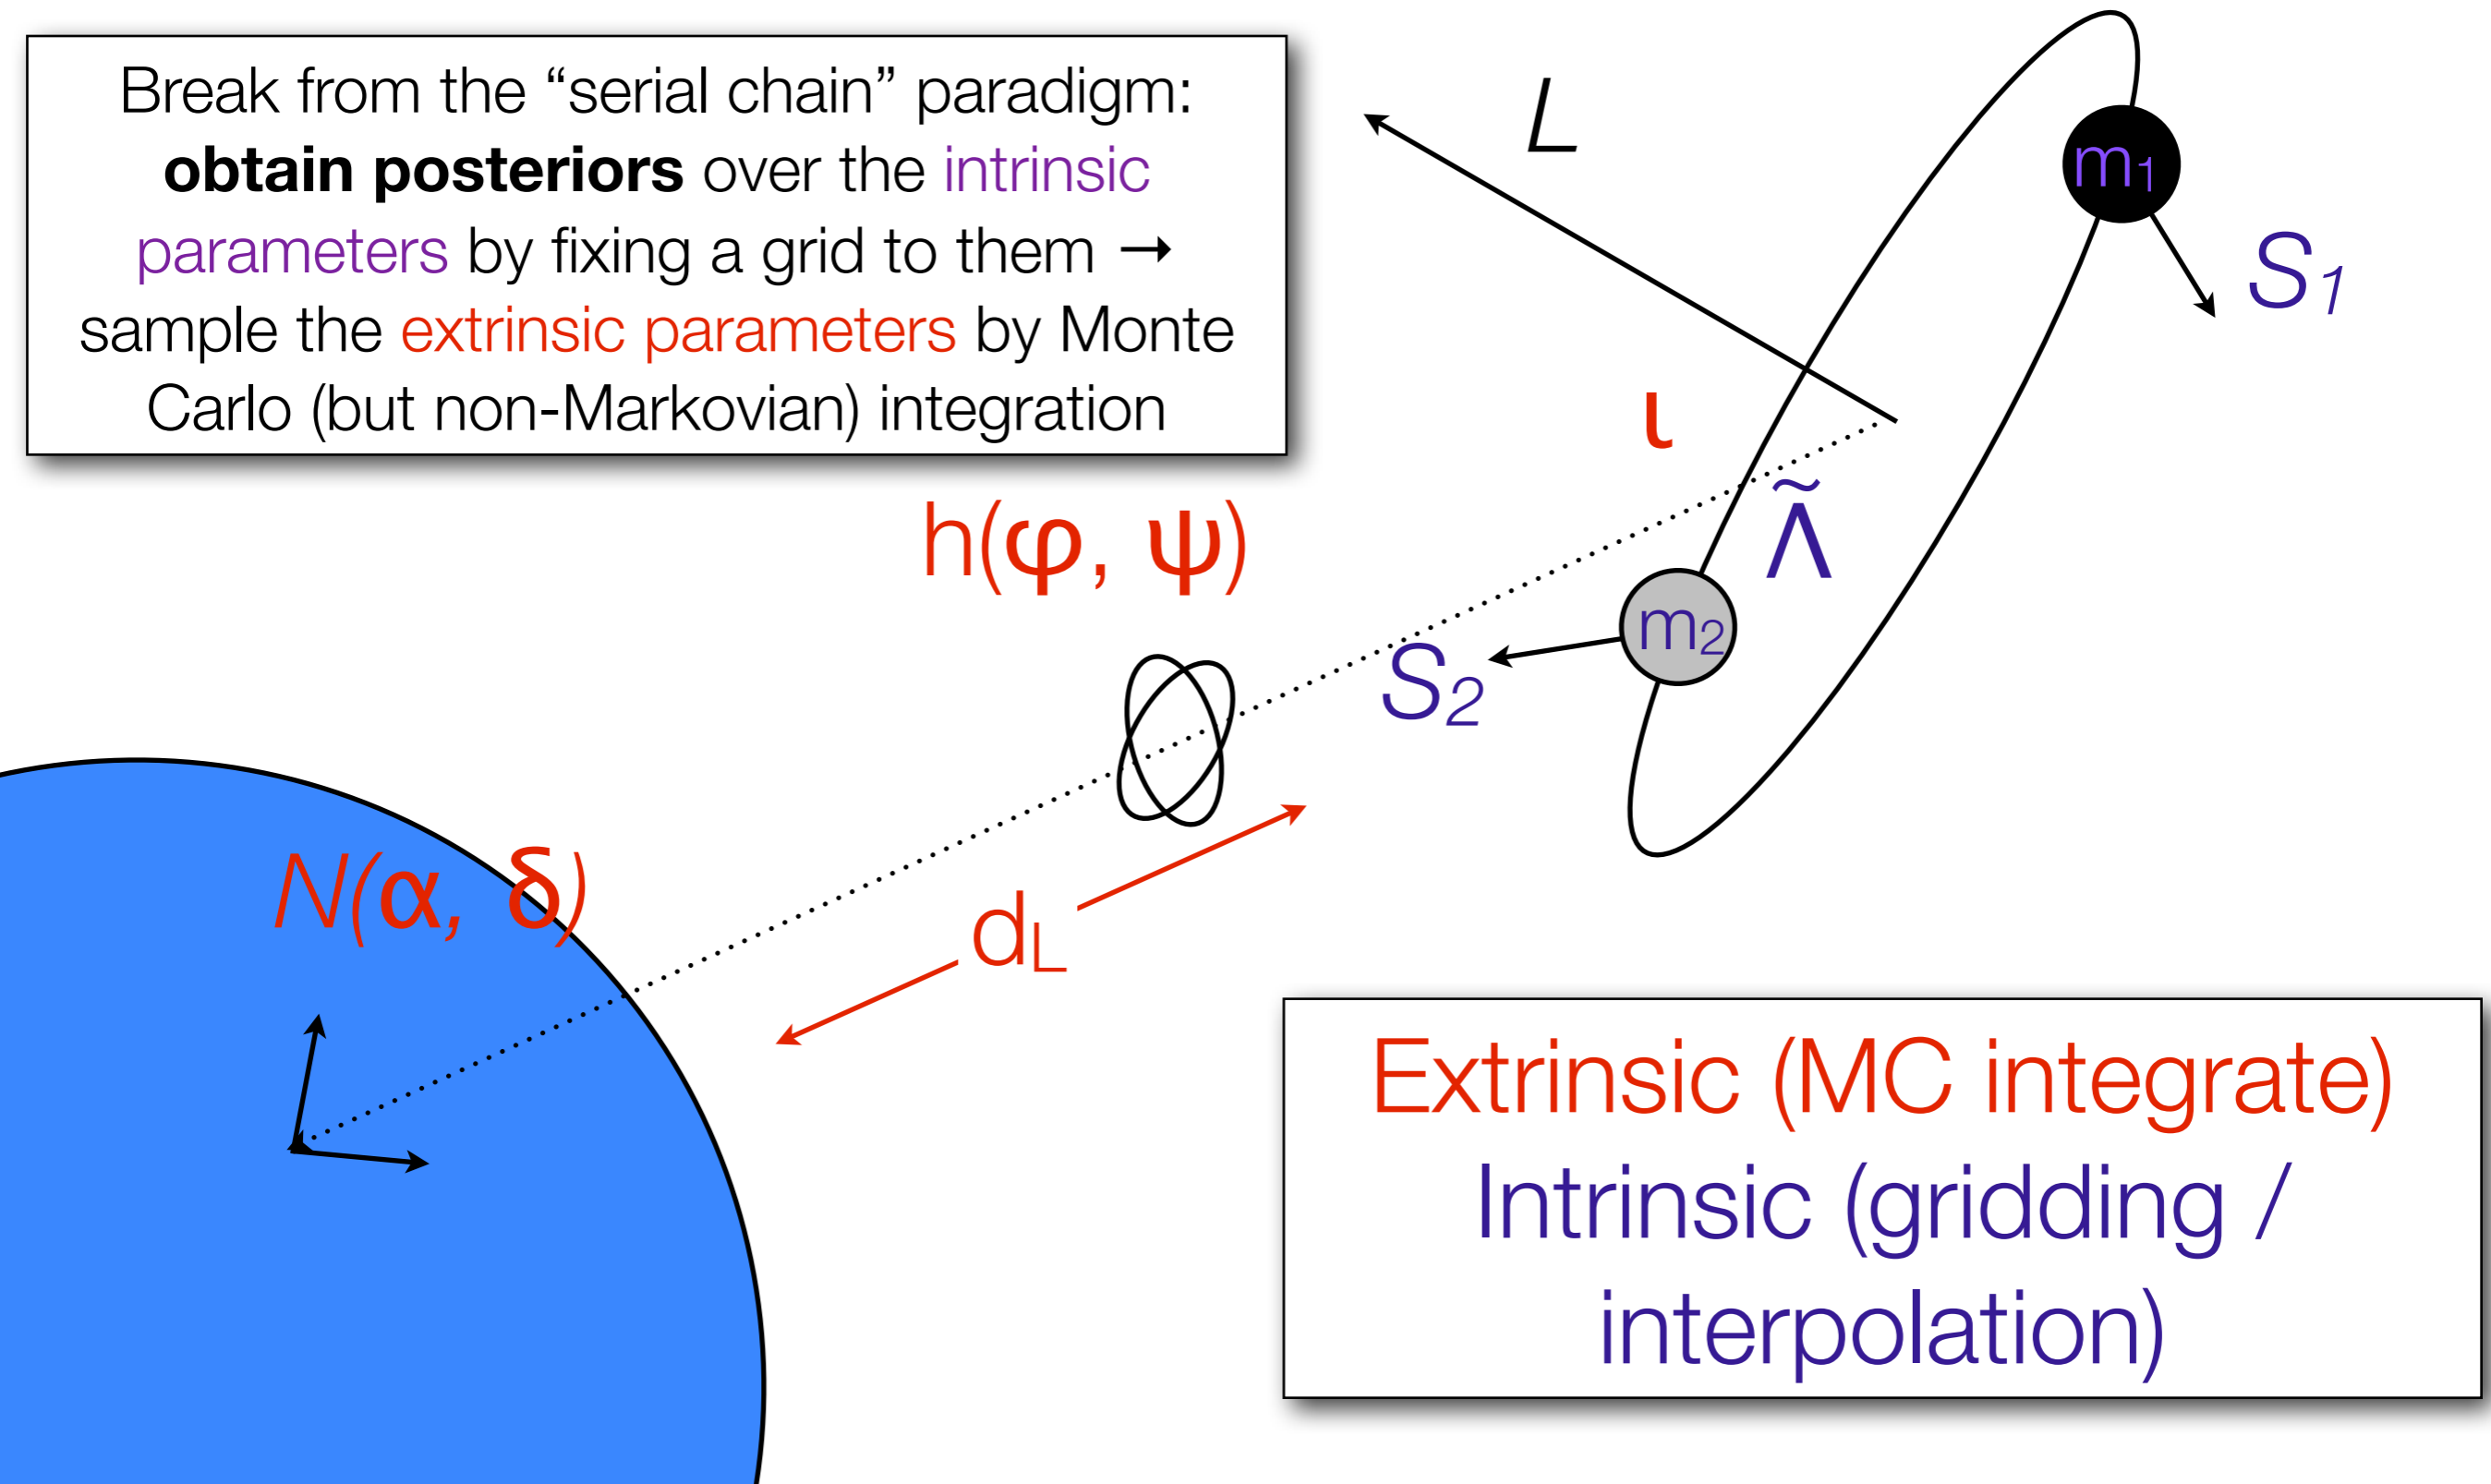 Break from the “serial chain” paradigm:
obtain posteriors over the intrinsic
parameters by fixing a grid to them →
sample the extrinsic parameters by Monte
Carlo (but non-Markovian) integration
L
m1
S1
ι
Λ̃
h(φ, ψ)
m2
S2
N(α, δ)
dL
Extrinsic (MC integrate)
Intrinsic (gridding /
interpolation)